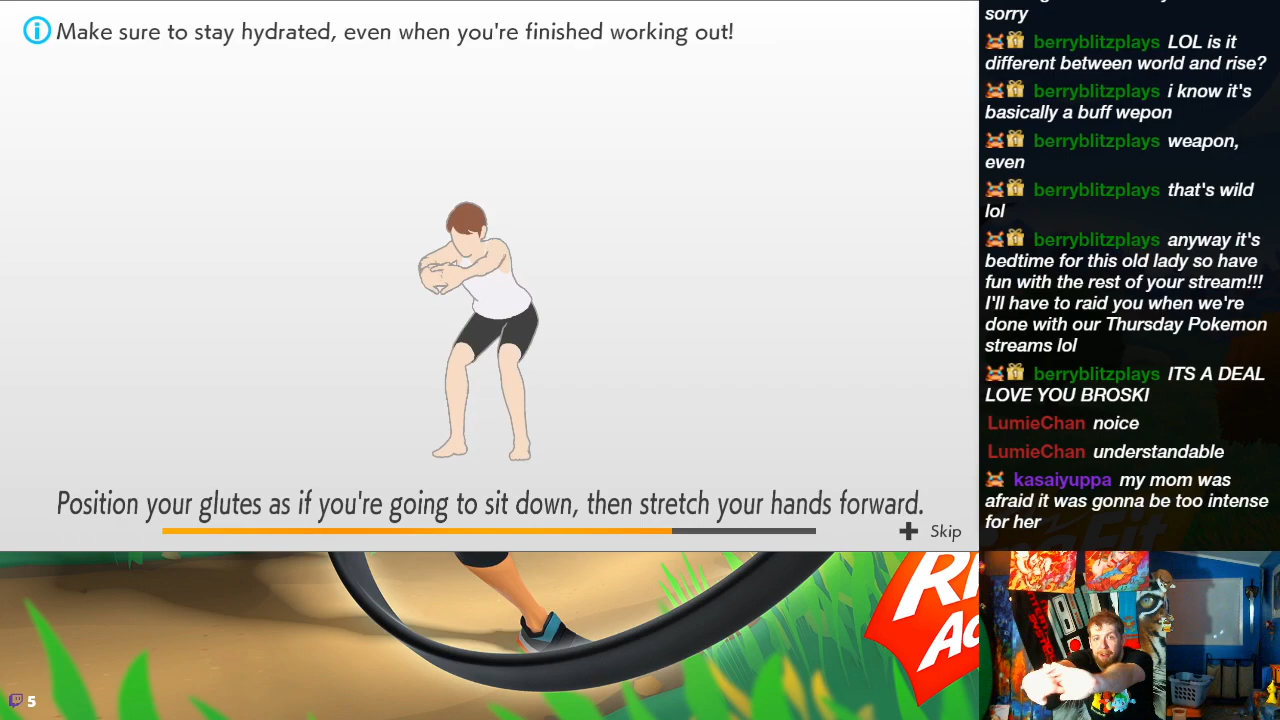 Make sure to stay hydrated, even when you're finished working out!
Position your glutes as if you're going to sit down, then stretch your hands forward.
Skip
sorry
berryblitzplays LOL is it
different between world and rise?
berryblitzplays i know it's
basically a buff wepon
berryblitzplays weapon,
even
berryblitzplays that's wild
lol
berryblitzplays anyway it's
bedtime for this old lady so have
fun with the rest of your stream!!!
I'll have to raid you when we're
done with our Thursday Pokemon
streams lol
berryblitzplays ITS A DEAL
LOVE YOU BROSKI
LumieChan noice
LumieChan understandable
kasaiyuppa my mom was
afraid it was gonna be too intense
for her
5